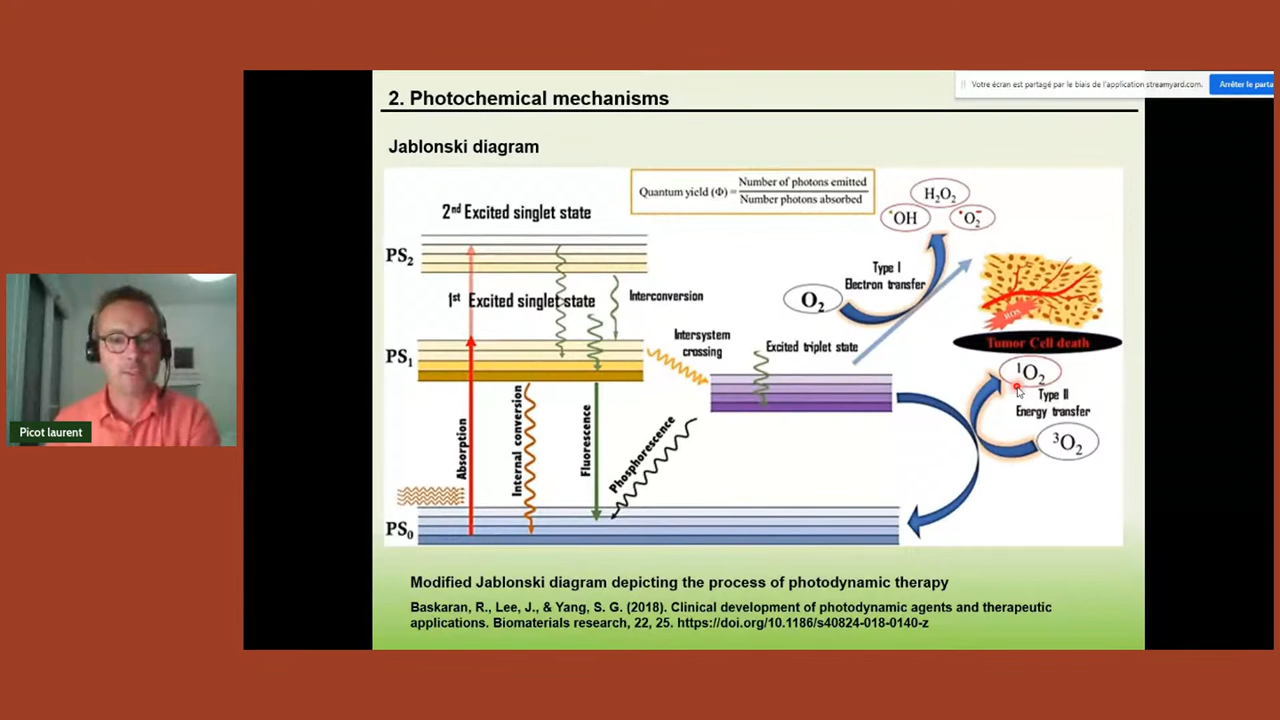 Votre écran est partagé par le biais de l'application streamyard.com.
Arrêter le parta
2. Photochemical mechanisms
Jablonski diagram
Quantum yield (Φ)= Number of photons emitted
Number photons absorbed
H₂O₂
•OH
•O₂⁻
2nd Excited singlet state
PS₂
Type I
Electron transfer
O₂
1st Excited singlet state
Interconversion
ROS
Intersystem
crossing
Excited triplet state
Tumor Cell death
PS₁
¹O₂
Type II
Energy transfer
³O₂
Absorption
Internal conversion
Fluorescence
Phosphorescence
Picot laurent
PS₀
Modified Jablonski diagram depicting the process of photodynamic therapy
Baskaran, R., Lee, J., & Yang, S. G. (2018). Clinical development of photodynamic agents and therapeutic
applications. Biomaterials research, 22, 25. https://doi.org/10.1186/s40824-018-0140-z